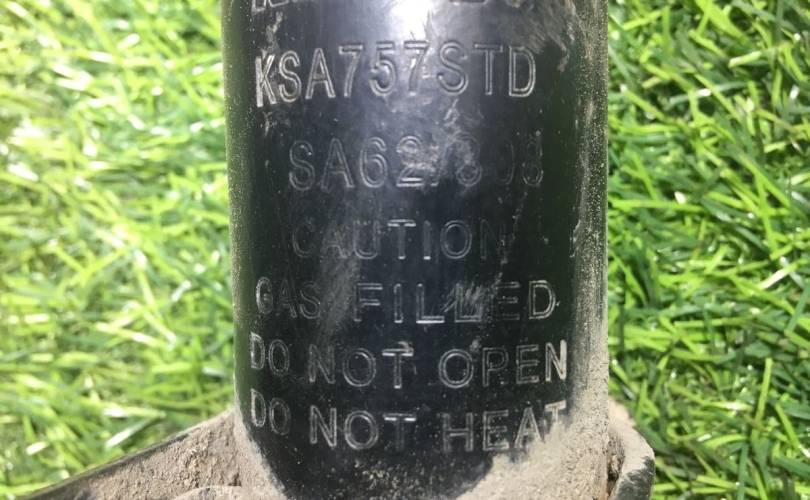 KSA757STD
CAUTION
GAS FILLED
DO NOT OPEN
DO NOT HEAT